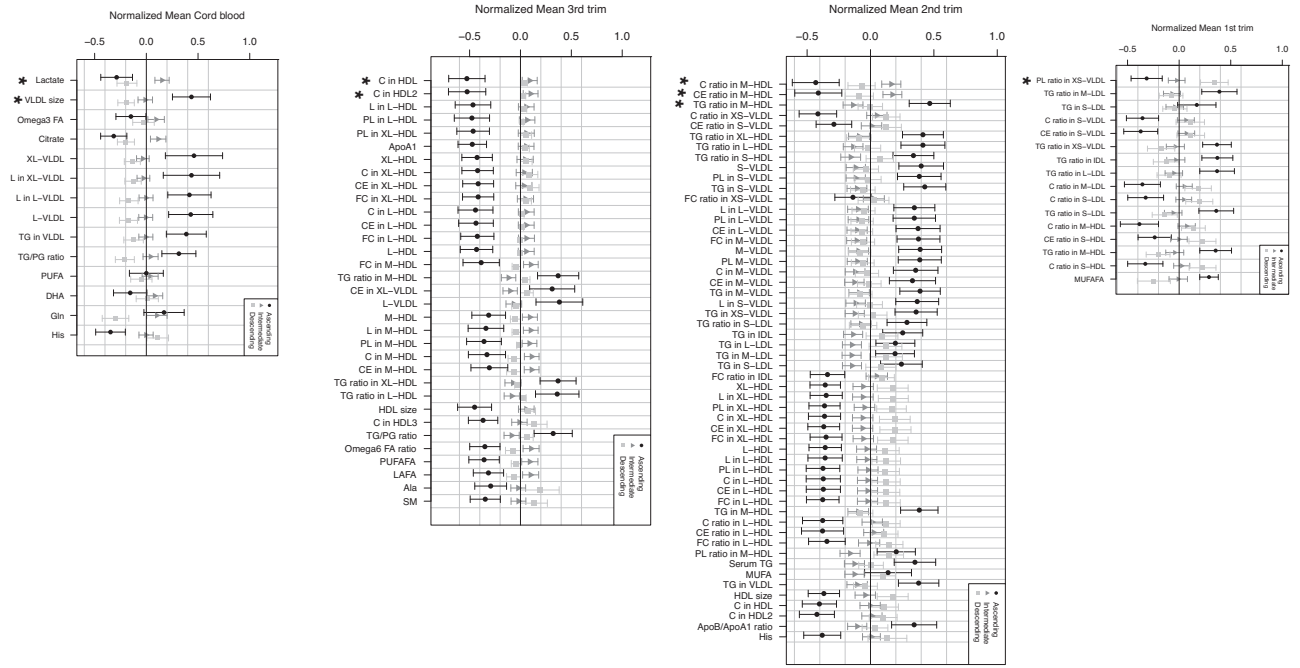 Normalized Mean Cord blood
−0.5 0.0 0.5 1.0
* Lactate
* VLDL size
Omega3 FA
Citrate
XL−VLDL
L in XL−VLDL
L in L−VLDL
L−VLDL
TG in VLDL
TG/PG ratio
PUFA
DHA
Gln
His
Ascending
Intermediate
Descending
Normalized Mean 3rd trim
−0.5 0.0 0.5 1.0
* C in HDL
* C in HDL2
L in L−HDL
PL in L−HDL
PL in XL−HDL
ApoA1
XL−HDL
C in XL−HDL
CE in XL−HDL
FC in XL−HDL
C in L−HDL
CE in L−HDL
FC in L−HDL
L−HDL
FC in M−HDL
TG ratio in M−HDL
CE in XL−VLDL
L−VLDL
M−HDL
L in M−HDL
PL in M−HDL
C in M−HDL
CE in M−HDL
TG ratio in XL−HDL
TG ratio in L−HDL
HDL size
C in HDL3
TG/PG ratio
Omega6 FA ratio
PUFAFA
LAFA
Ala
SM
Ascending
Intermediate
Descending
Normalized Mean 2nd trim
−0.5 0.0 0.5 1.0
* C ratio in M−HDL
* CE ratio in M−HDL
* TG ratio in M−HDL
C ratio in XS−VLDL
CE ratio in S−VLDL
TG ratio in XL−HDL
TG ratio in L−HDL
TG ratio in S−HDL
S−VLDL
PL in S−VLDL
TG in S−VLDL
FC ratio in XS−VLDL
L in L−VLDL
PL in L−VLDL
CE in L−VLDL
FC in M−VLDL
M−VLDL
PL in M−VLDL
C in M−VLDL
CE in M−VLDL
TG in M−VLDL
L in S−VLDL
TG in XS−VLDL
TG ratio in S−LDL
TG in IDL
TG in L−LDL
TG in M−LDL
TG in S−LDL
FC ratio in IDL
XL−HDL
L in XL−HDL
PL in XL−HDL
C in XL−HDL
CE in XL−HDL
FC in XL−HDL
L−HDL
L in L−HDL
PL in L−HDL
C in L−HDL
CE in L−HDL
FC in L−HDL
TG in M−HDL
C ratio in L−HDL
CE ratio in L−HDL
FC ratio in L−HDL
PL ratio in M−HDL
Serum TG
MUFA
TG in VLDL
HDL size
C in HDL
C in HDL2
ApoB/ApoA1 ratio
His
Ascending
Intermediate
Descending
Normalized Mean 1st trim
−0.5 0.0 0.5 1.0
* PL ratio in XS−VLDL
TG ratio in M−LDL
TG in S−LDL
C ratio in S−VLDL
CE ratio in S−VLDL
TG ratio in XS−VLDL
TG ratio in IDL
TG ratio in L−LDL
C ratio in M−LDL
C ratio in S−LDL
TG ratio in S−LDL
C ratio in M−HDL
CE ratio in S−HDL
TG ratio in M−HDL
C ratio in S−HDL
MUFAFA
Ascending
Intermediate
Descending